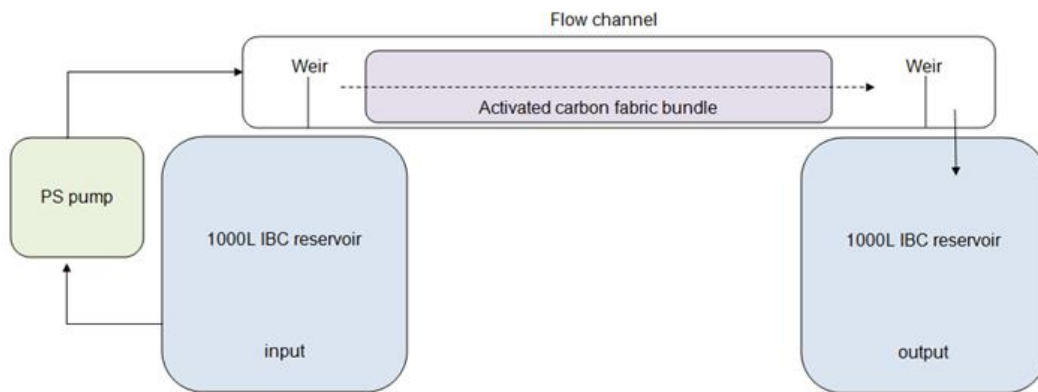 Flow channel
Weir
Weir
Activated carbon fabric bundle
PS pump
1000L IBC reservoir
1000L IBC reservoir
input
output